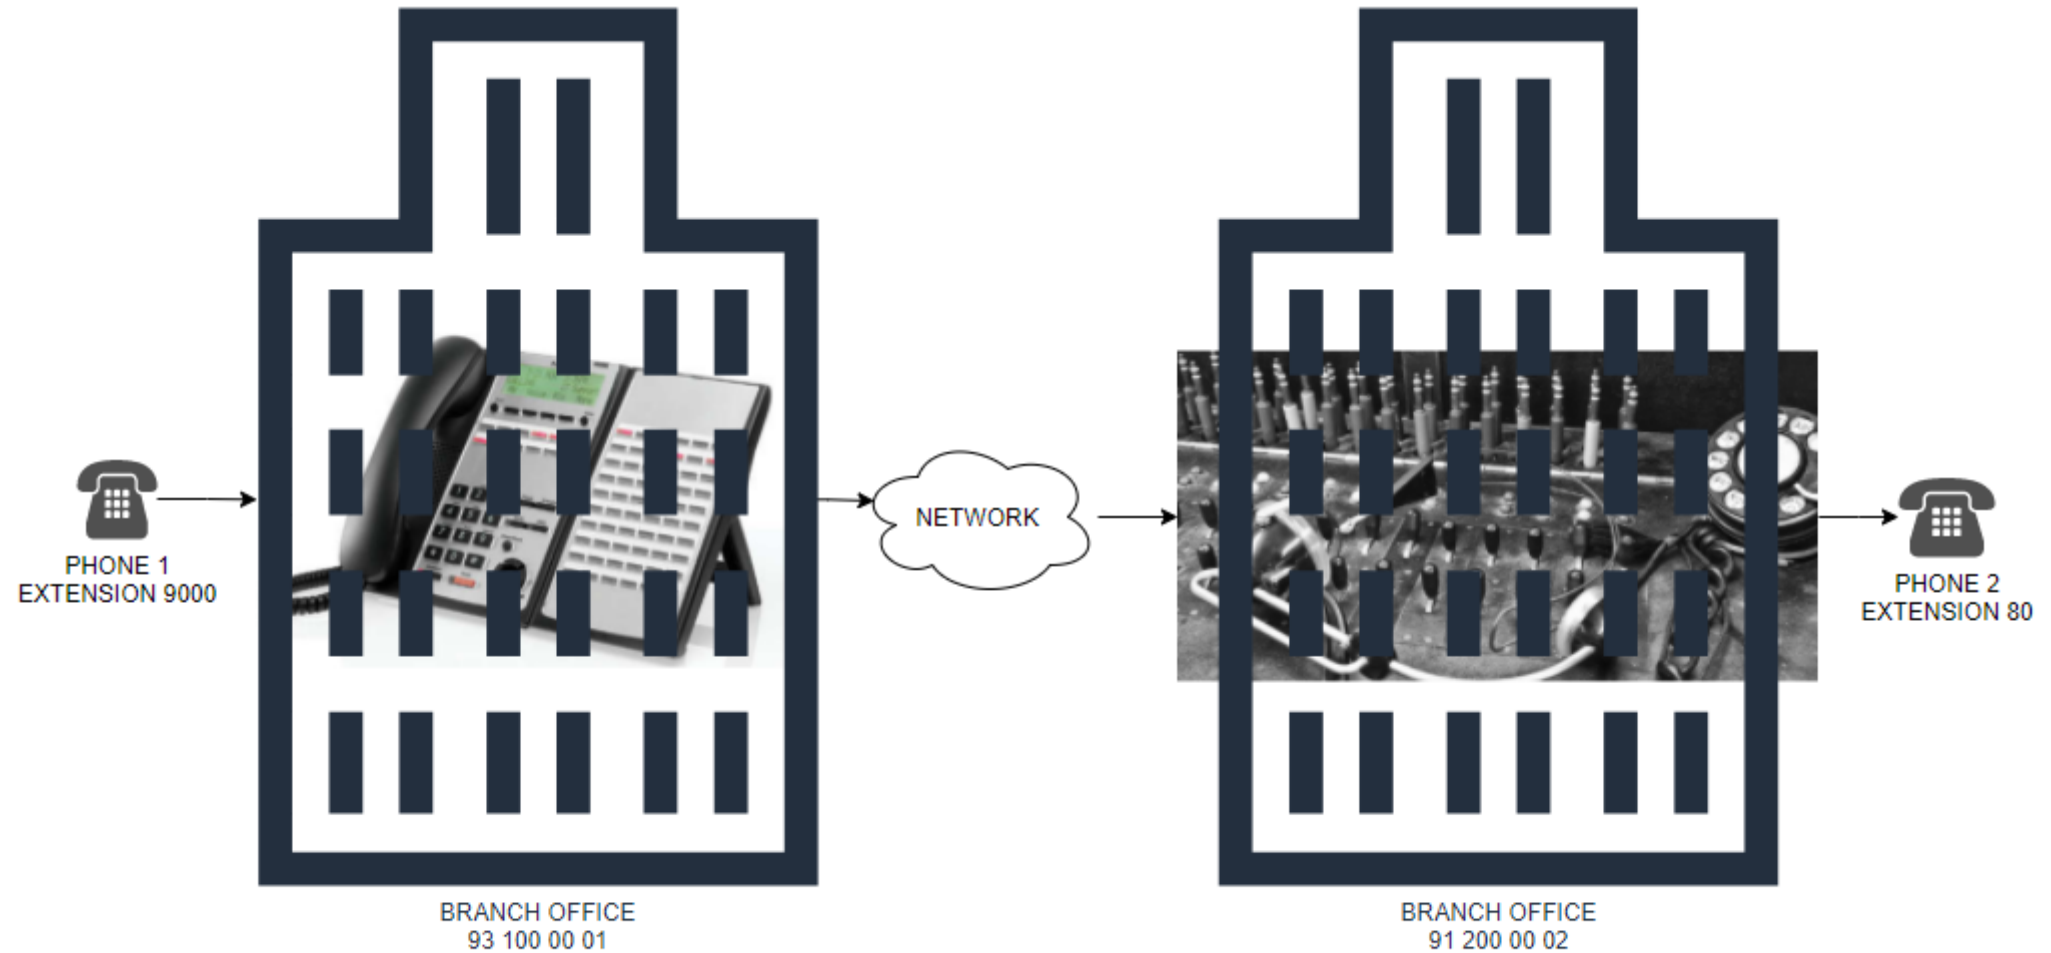 PHONE 1
EXTENSION 9000
NETWORK
PHONE 2
EXTENSION 80
BRANCH OFFICE
93 100 00 01
BRANCH OFFICE
91 200 00 02